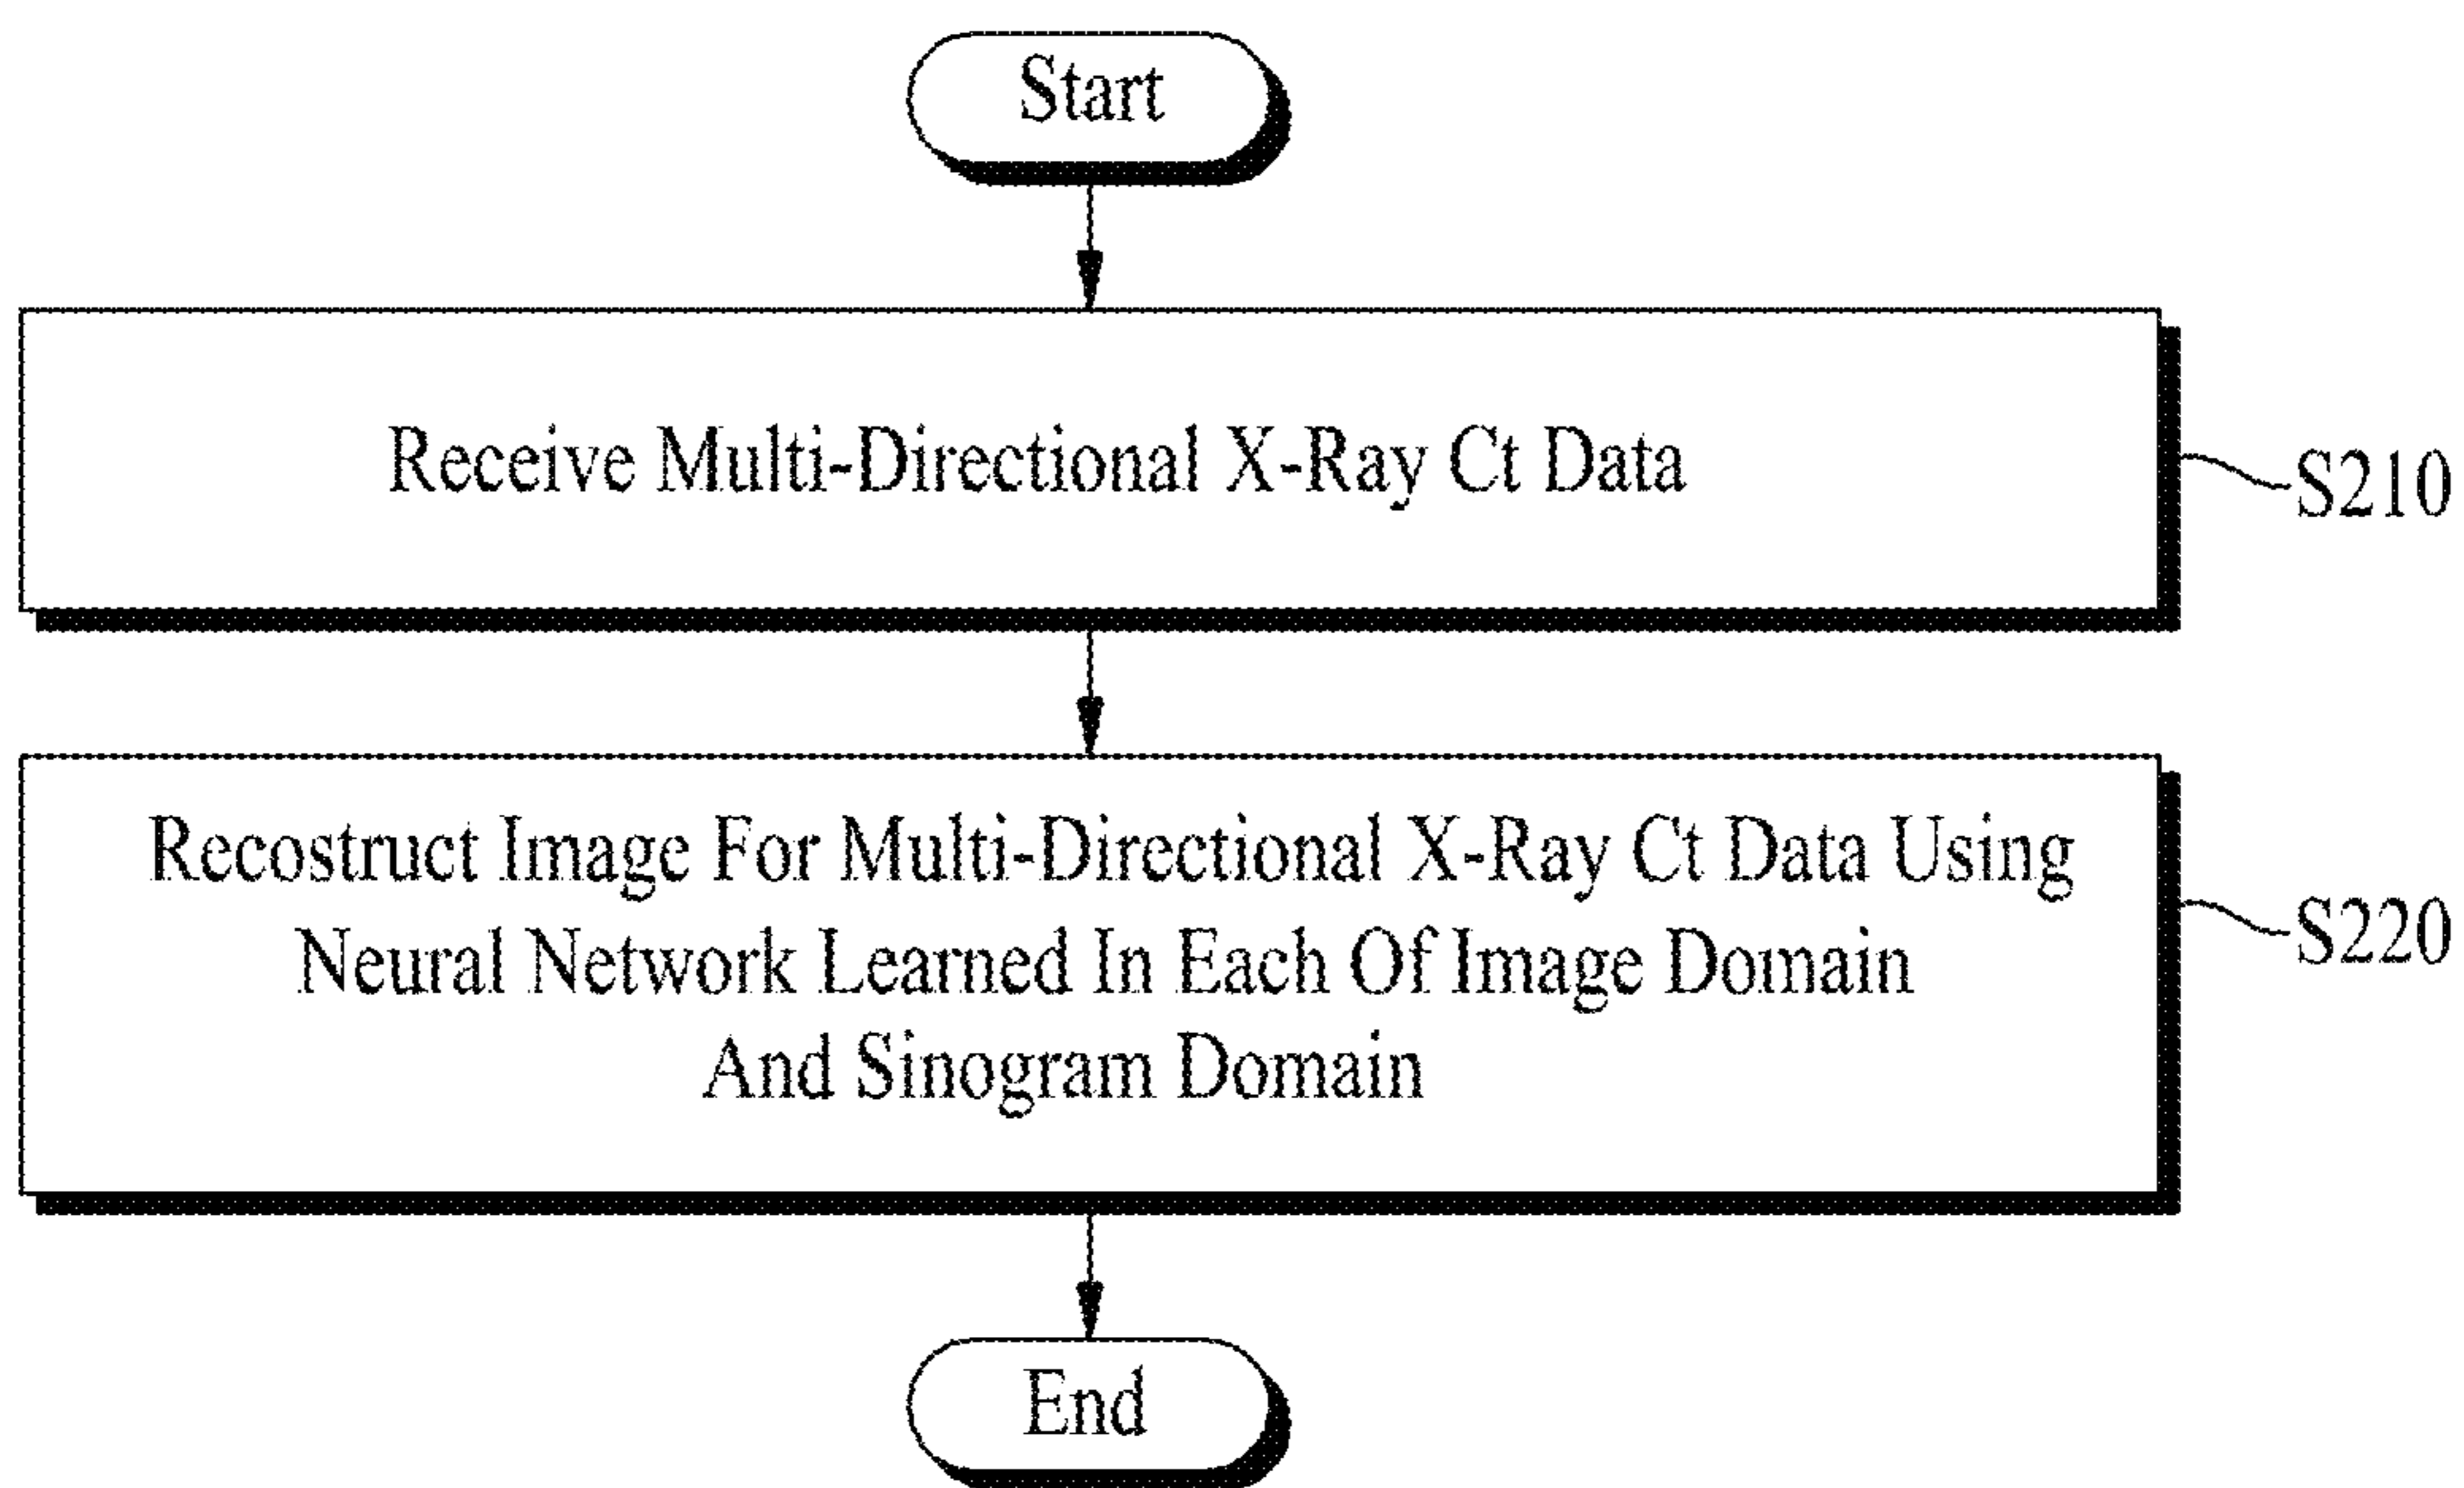 Start
Receive Multi-Directional X-Ray Ct Data
S210
Recostruct Image For Multi-Directional X-Ray Ct Data Using
Neural Network Learned In Each Of Image Domain
And Sinogram Domain
S220
End